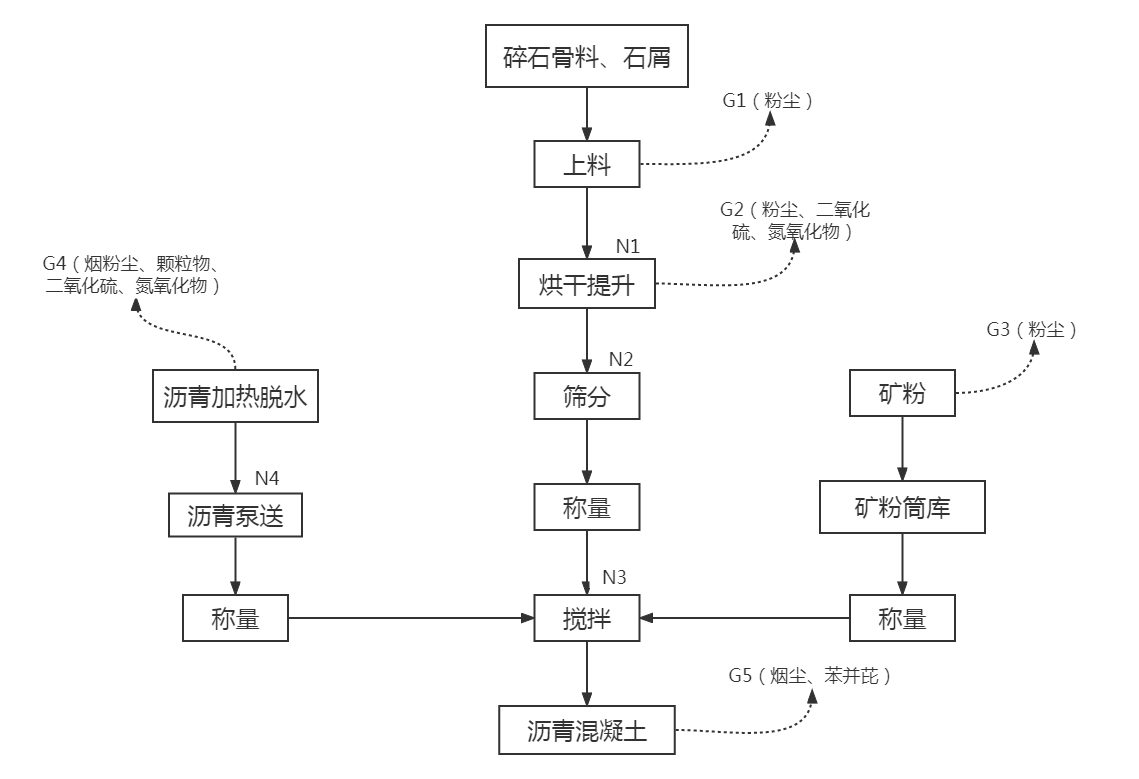 碎石骨料、石屑
G1（粉尘）
上料
G2（粉尘、二氧化
硫、氮氧化物）
N1
G4（烟粉尘、颗粒物、
二氧化硫、氮氧化物）
烘干提升
G3（粉尘）
N2
沥青加热脱水
筛分
矿粉
N4
沥青泵送
称量
矿粉筒库
N3
称量
搅拌
称量
G5（烟尘、苯并芘）
沥青混凝土